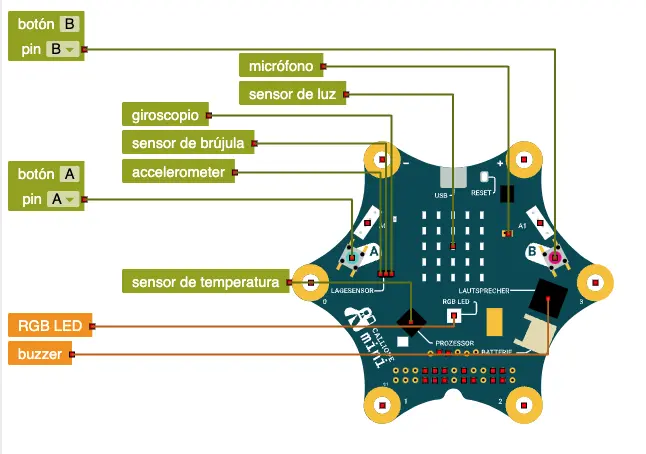 botón B
pin B
micrófono
sensor de luz
giroscopio
sensor de brújula
accelerometer
botón A
pin A
sensor de temperatura
RGB LED
buzzer
−
+
USB
RESET
A1
A
B
LAGESENSOR
LAUTSPRECHER
0
3
RGB LED
CALLIOPE
mini
PROZESSOR
BATTERIE
1
2